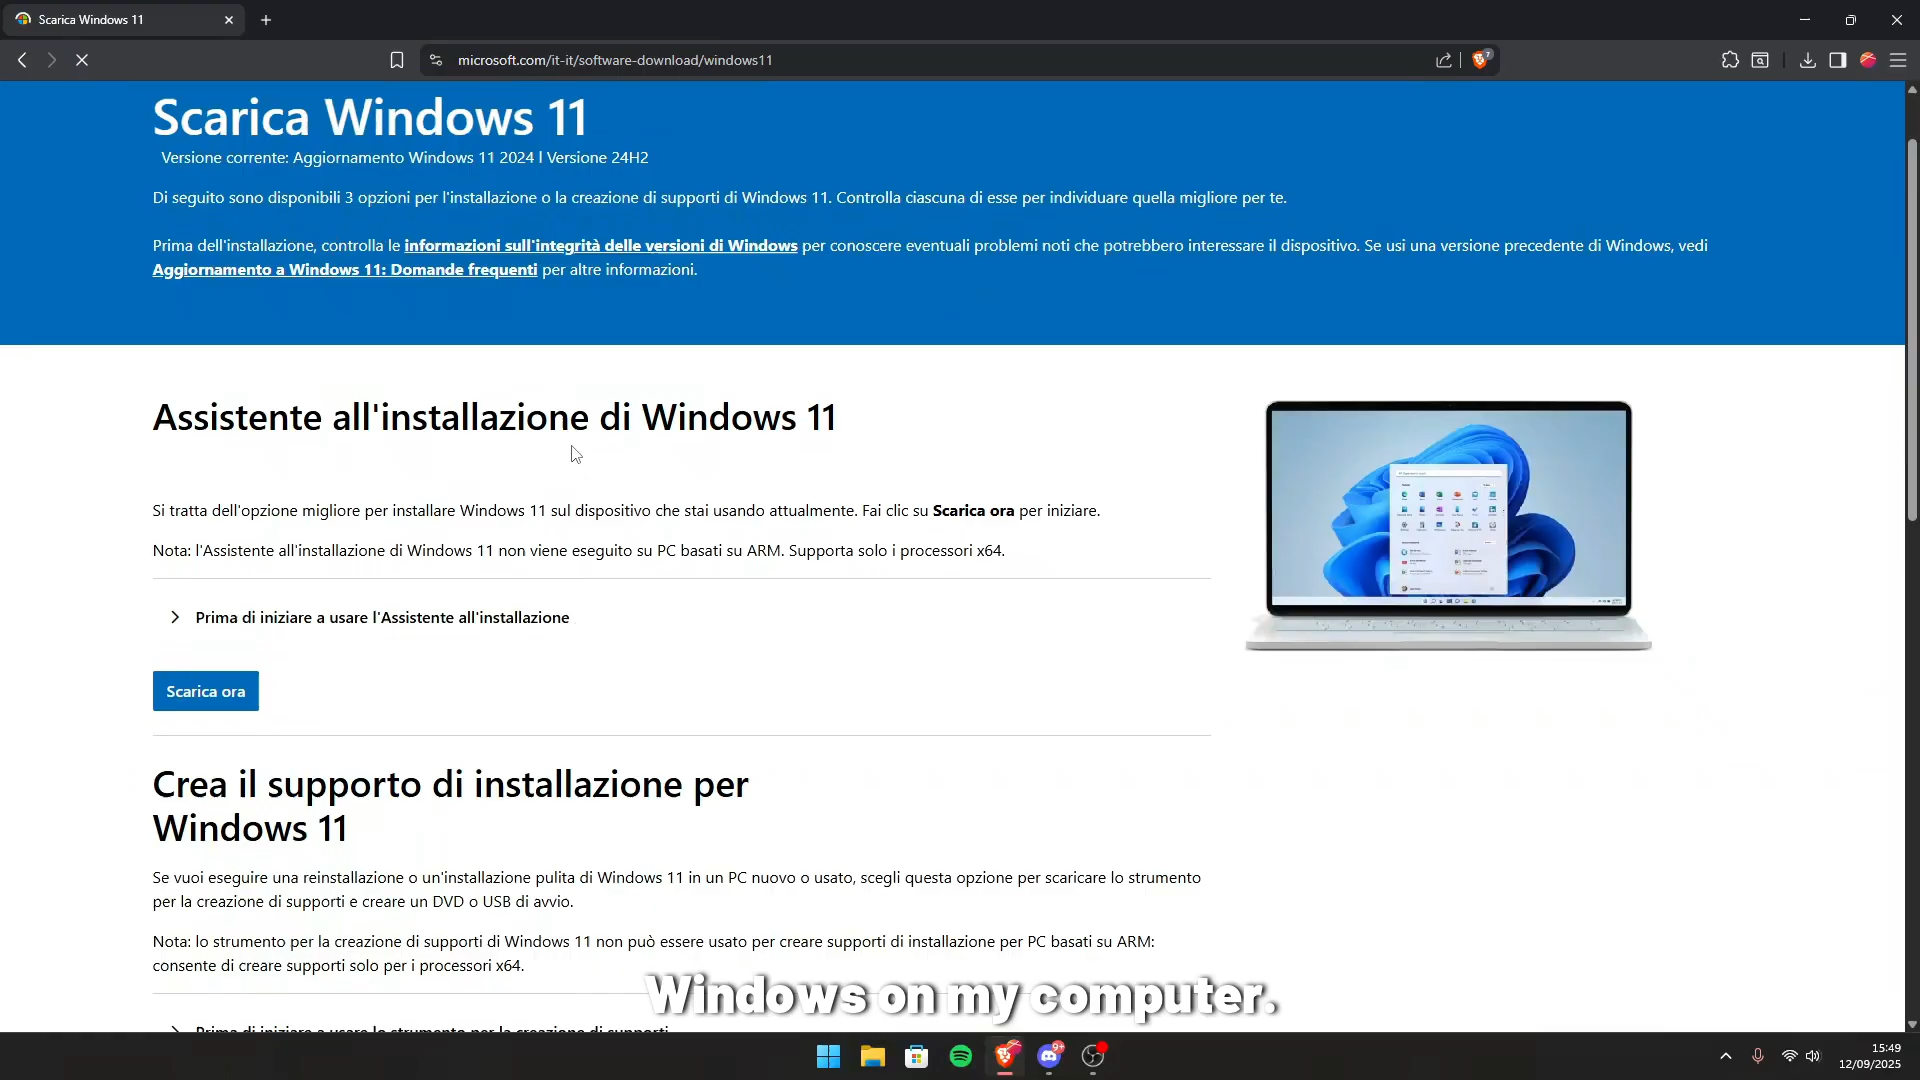 Scarica Windows 11
microsoft.com/it-it/software-download/windows11
7
Scarica Windows 11
Versione corrente: Aggiornamento Windows 11 2024 l Versione 24H2
Di seguito sono disponibili 3 opzioni per l'installazione o la creazione di supporti di Windows 11. Controlla ciascuna di esse per individuare quella migliore per te.
Prima dell'installazione, controlla le informazioni sull'integrità delle versioni di Windows per conoscere eventuali problemi noti che potrebbero interessare il dispositivo. Se usi una versione precedente di Windows, vedi
Aggiornamento a Windows 11: Domande frequenti per altre informazioni.
Assistente all'installazione di Windows 11
Si tratta dell'opzione migliore per installare Windows 11 sul dispositivo che stai usando attualmente. Fai clic su Scarica ora per iniziare.
Nota: l'Assistente all'installazione di Windows 11 non viene eseguito su PC basati su ARM. Supporta solo i processori x64.
Prima di iniziare a usare l'Assistente all'installazione
Scarica ora
Crea il supporto di installazione per
Windows 11
Se vuoi eseguire una reinstallazione o un'installazione pulita di Windows 11 in un PC nuovo o usato, scegli questa opzione per scaricare lo strumento
per la creazione di supporti e creare un DVD o USB di avvio.
Nota: lo strumento per la creazione di supporti di Windows 11 non può essere usato per creare supporti di installazione per PC basati su ARM:
consente di creare supporti solo per i processori x64.
Windows on my computer.
Prima di iniziare a usare lo strumento per la creazione di supporti
9+
15:49
12/09/2025